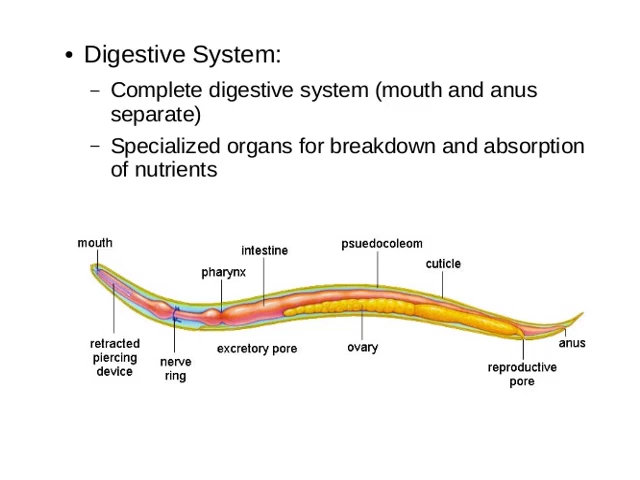 • Digestive System:
– Complete digestive system (mouth and anus
separate)
– Specialized organs for breakdown and absorption
of nutrients
mouth
intestine
psuedocoleom
cuticle
pharynx
retracted
piercing
device
nerve
ring
excretory pore
ovary
reproductive
pore
anus